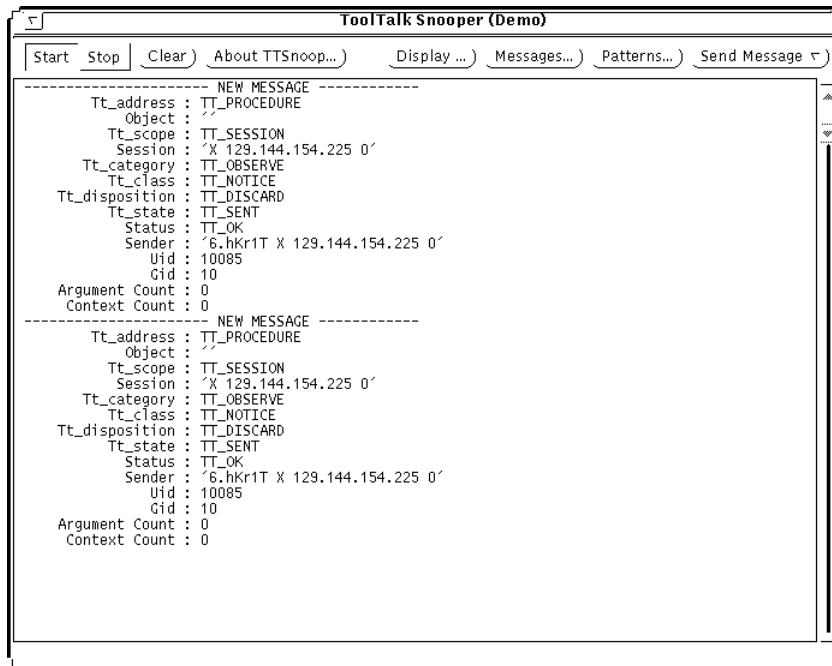 ToolTalk Snooper (Demo)
Start Stop Clear About TTSnoop... Display ... Messages... Patterns... Send Message
---------------------- NEW MESSAGE ------------
Tt_address : TT_PROCEDURE
Object : ´´
Tt_scope : TT_SESSION
Session : ´X 129.144.154.225 0´
Tt_category : TT_OBSERVE
Tt_class : TT_NOTICE
Tt_disposition : TT_DISCARD
Tt_state : TT_SENT
Status : TT_OK
Sender : ´6.hKr1T X 129.144.154.225 0´
Uid : 10085
Gid : 10
Argument Count : 0
Context Count : 0
---------------------- NEW MESSAGE ------------
Tt_address : TT_PROCEDURE
Object : ´´
Tt_scope : TT_SESSION
Session : ´X 129.144.154.225 0´
Tt_category : TT_OBSERVE
Tt_class : TT_NOTICE
Tt_disposition : TT_DISCARD
Tt_state : TT_SENT
Status : TT_OK
Sender : ´6.hKr1T X 129.144.154.225 0´
Uid : 10085
Gid : 10
Argument Count : 0
Context Count : 0